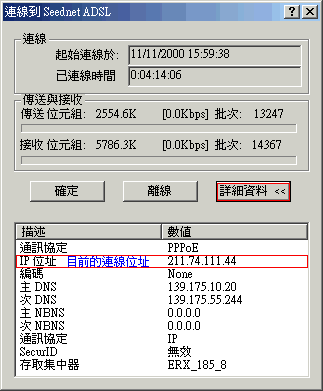 連線到 Seednet ADSL
連線
起始連線於: 11/11/2000 15:59:38
已連線時間 0:04:14:06
傳送與接收
傳送 位元組: 2554.6K [0.0Kbps] 批次: 13247
接收 位元組: 5786.3K [0.0Kbps] 批次: 14367
確定 離線 詳細資料 <<
描述 數值
通訊協定 PPPoE
IP 位址 目前的連線位址 211.74.111.44
編碼 None
主 DNS 139.175.10.20
次 DNS 139.175.55.244
主 NBNS 0.0.0.0
次 NBNS 0.0.0.0
通訊協定 IP
SecurID 無效
存取集中器 ERX_185_8